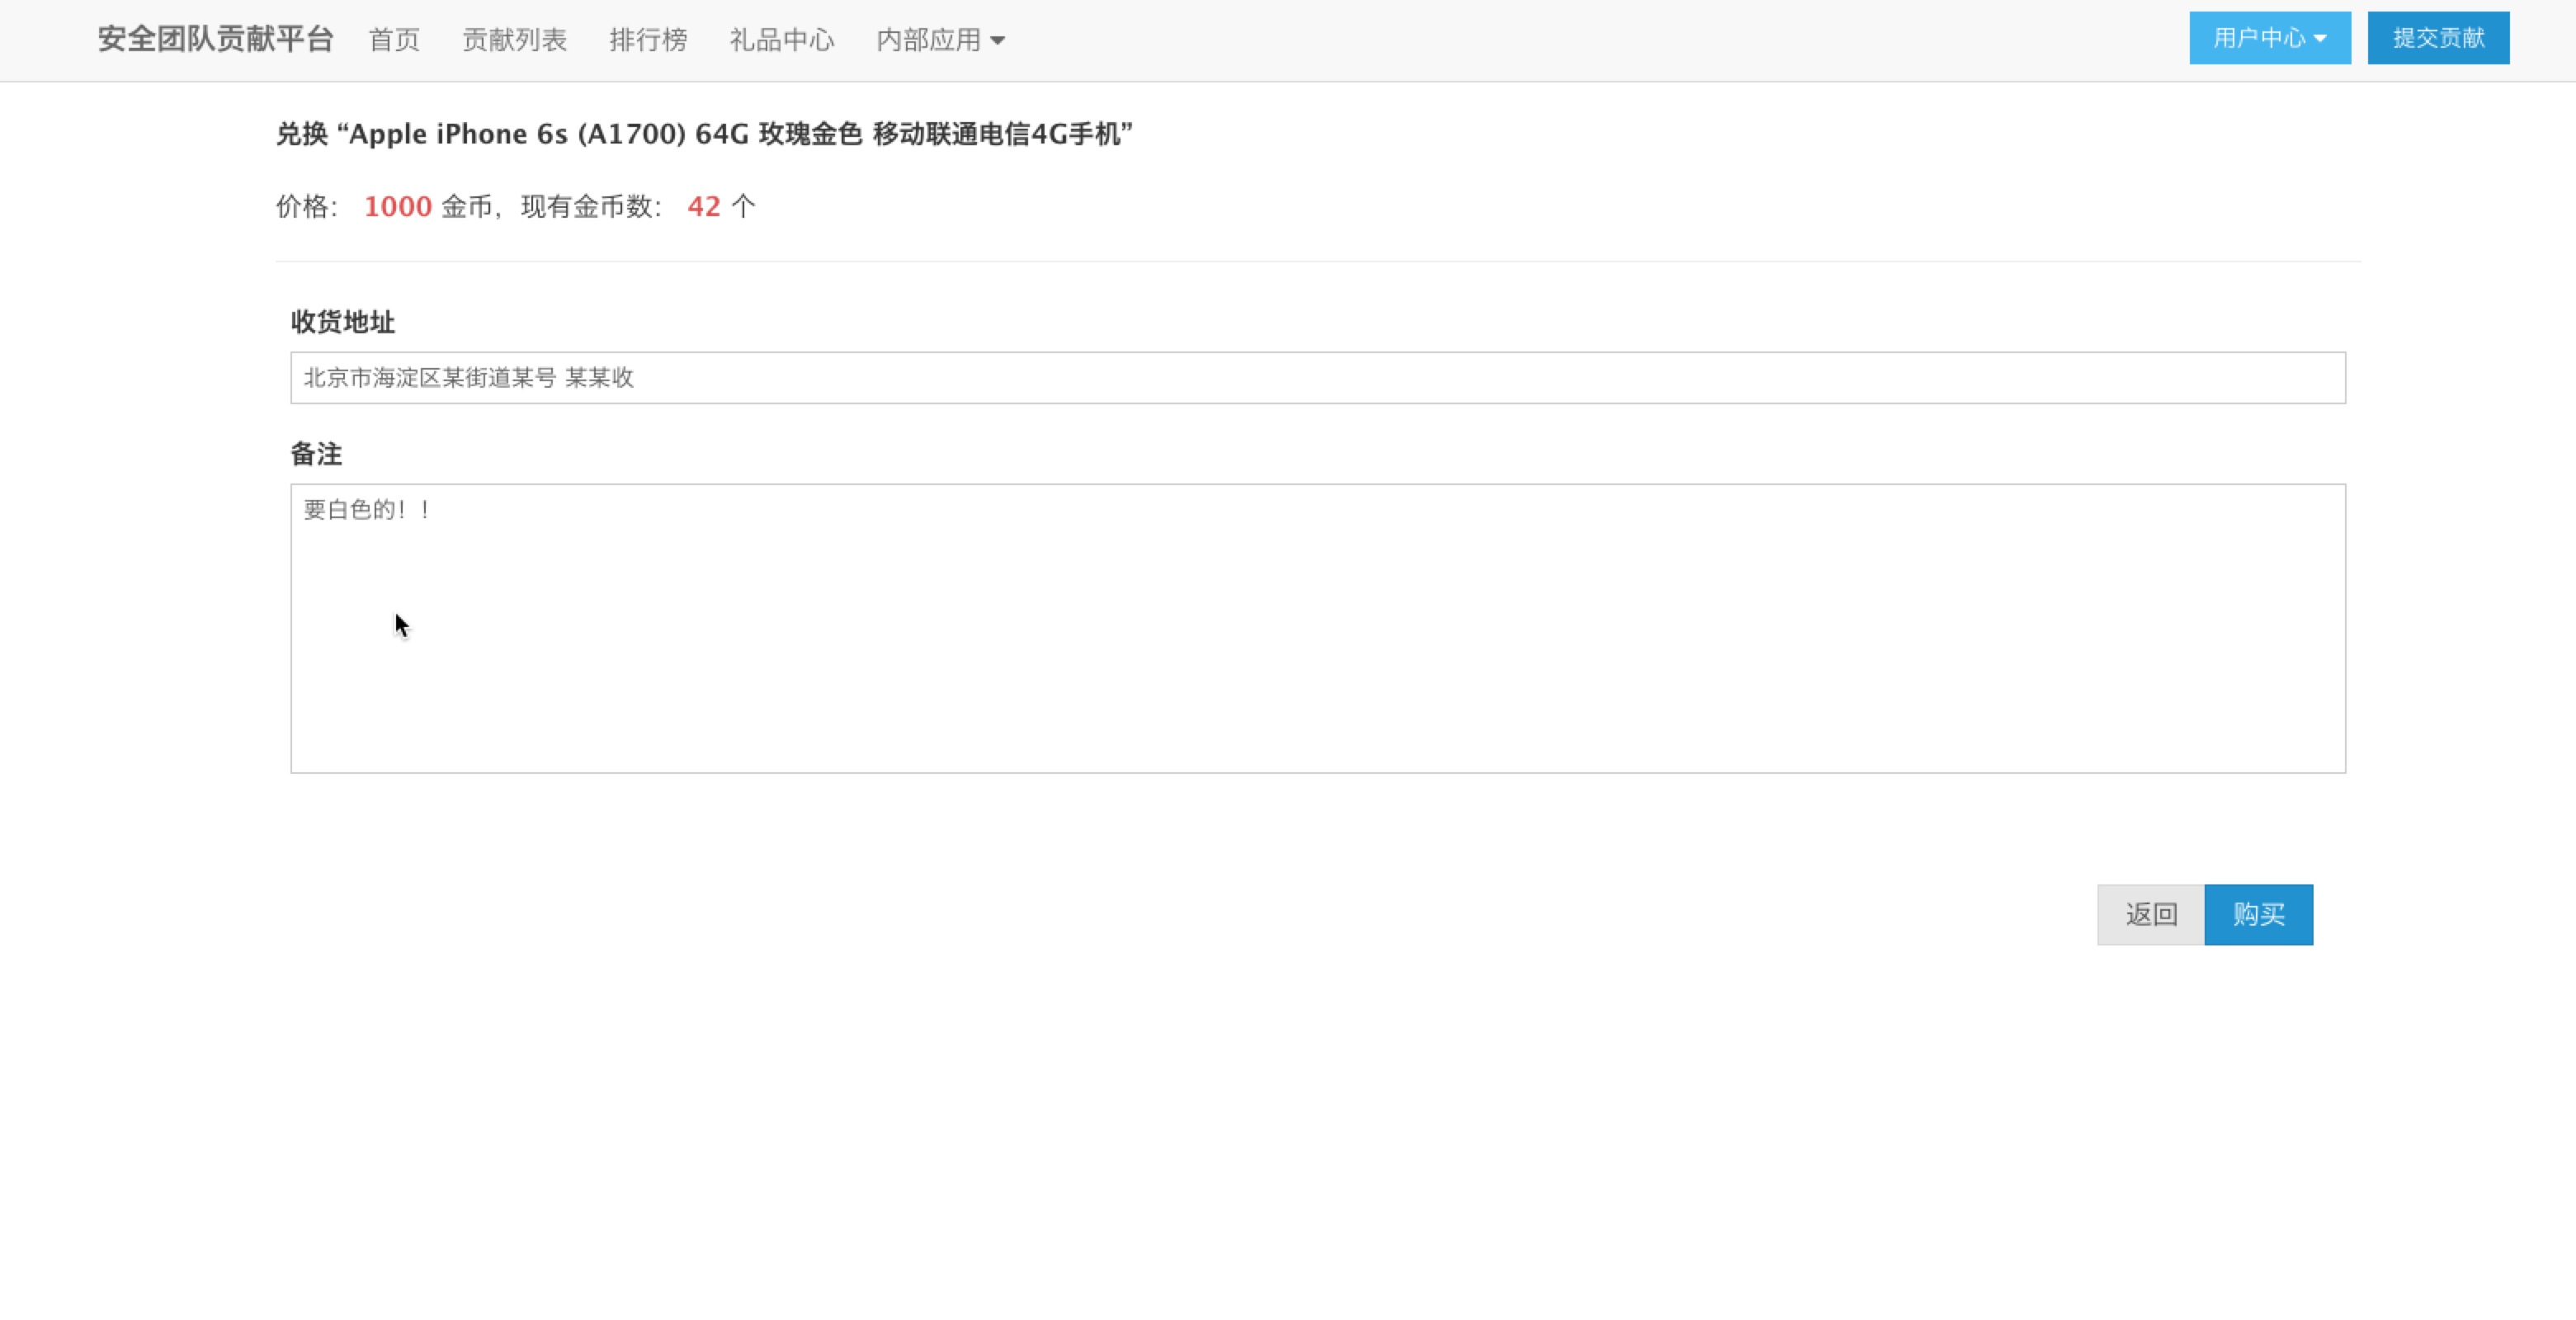 安全团队贡献平台 首页 贡献列表 排行榜 礼品中心 内部应用 用户中心 提交贡献
兑换 “Apple iPhone 6s (A1700) 64G 玫瑰金色 移动联通电信4G手机”
价格： 1000 金币，现有金币数： 42 个
收货地址
北京市海淀区某街道某号 某某收
备注
要白色的！！
返回 购买